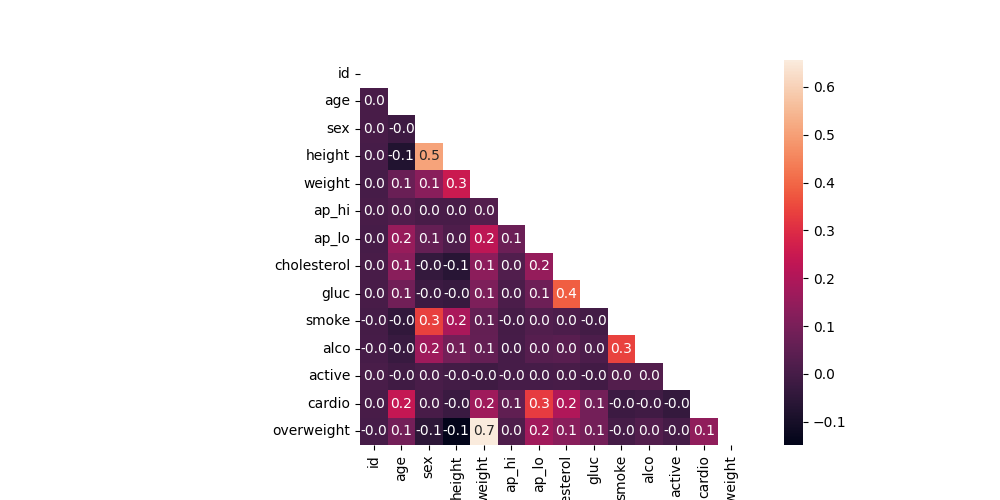 id
age 0.0
sex 0.0 -0.0
height 0.0 -0.1 0.5
weight 0.0 0.1 0.1 0.3
ap_hi 0.0 0.0 0.0 0.0 0.0
ap_lo 0.0 0.2 0.1 0.0 0.2 0.1
cholesterol 0.0 0.1 -0.0 -0.1 0.1 0.0 0.2
gluc 0.0 0.1 -0.0 -0.0 0.1 0.0 0.1 0.4
smoke -0.0 -0.0 0.3 0.2 0.1 -0.0 0.0 0.0 -0.0
alco -0.0 -0.0 0.2 0.1 0.1 0.0 0.0 0.0 0.0 0.3
active -0.0 -0.0 0.0 -0.0 -0.0 -0.0 0.0 0.0 -0.0 0.0 0.0
cardio 0.0 0.2 0.0 -0.0 0.2 0.1 0.3 0.2 0.1 -0.0 -0.0 -0.0
overweight -0.0 0.1 -0.1 -0.1 0.7 0.0 0.2 0.1 0.1 -0.0 0.0 -0.0 0.1
id
age
sex
height
weight
ap_hi
ap_lo
esterol
gluc
smoke
alco
active
cardio
weight
0.6
0.5
0.4
0.3
0.2
0.1
0.0
−0.1